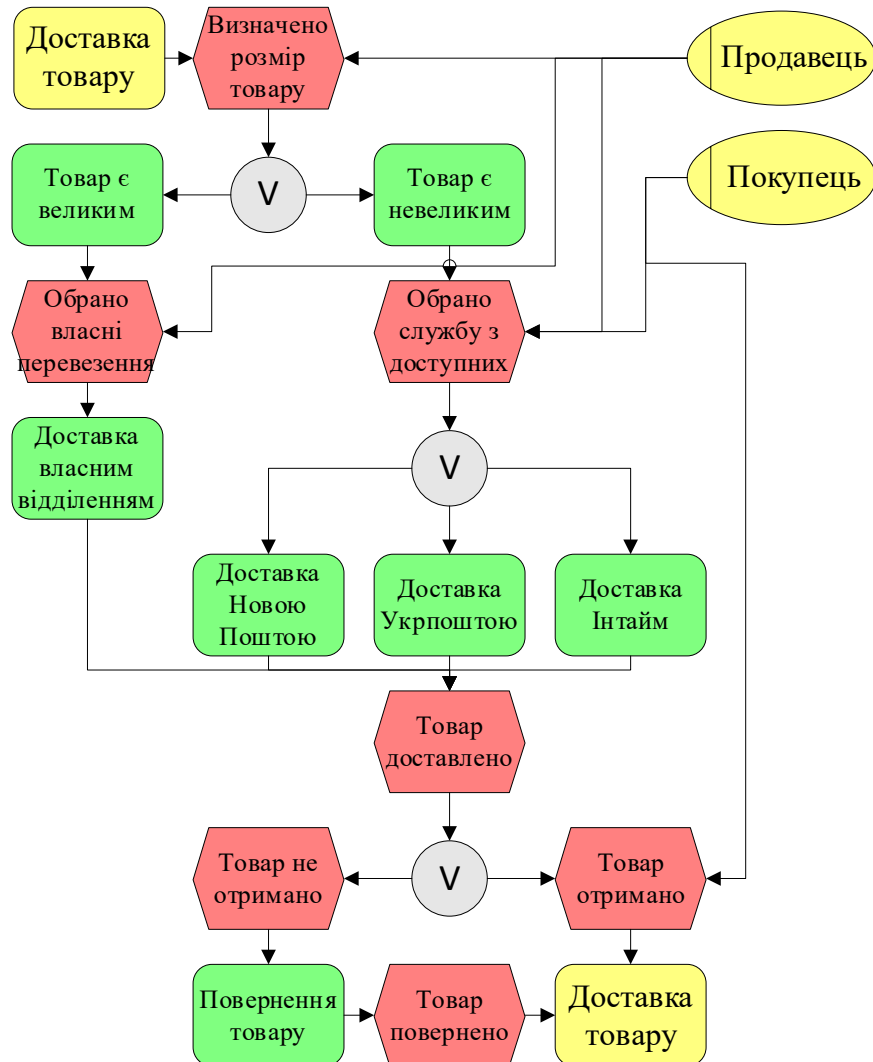 Доставка
товару
Визначено
розмір
товару
Продавець
Товар є
великим
V
Товар є
невеликим
Покупець
Обрано
власні
перевезення
Обрано
службу з
доступних
Доставка
власним
відділенням
V
Доставка
Новою
Поштою
Доставка
Укрпоштою
Доставка
Інтайм
Товар
доставлено
Товар не
отримано
V
Товар
отримано
Повернення
товару
Товар
повернено
Доставка
товару